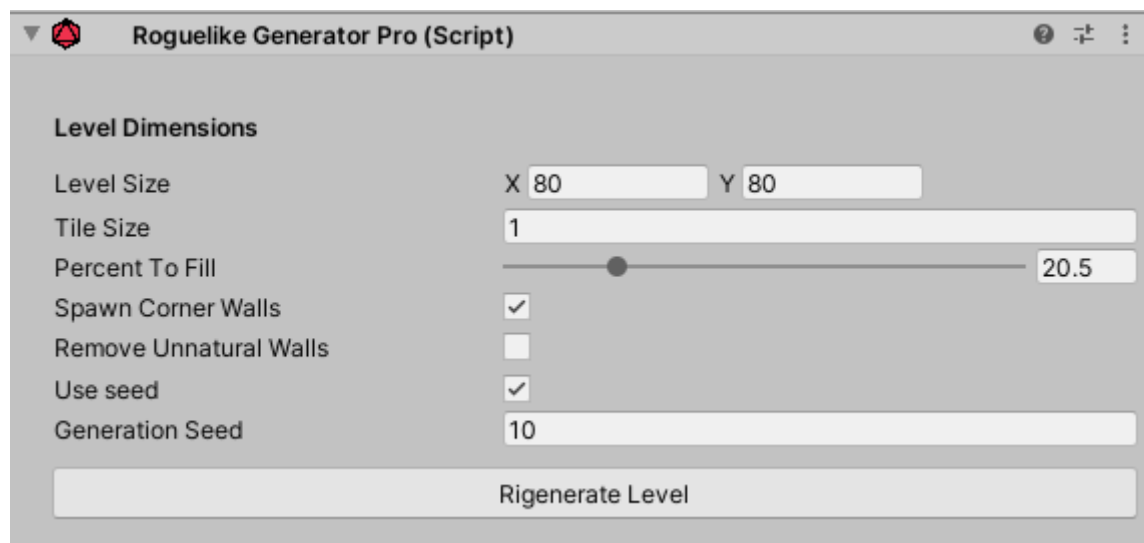 Roguelike Generator Pro (Script)
Level Dimensions
Level Size X 80 Y 80
Tile Size 1
Percent To Fill 20.5
Spawn Corner Walls
Remove Unnatural Walls
Use seed
Generation Seed 10
Rigenerate Level